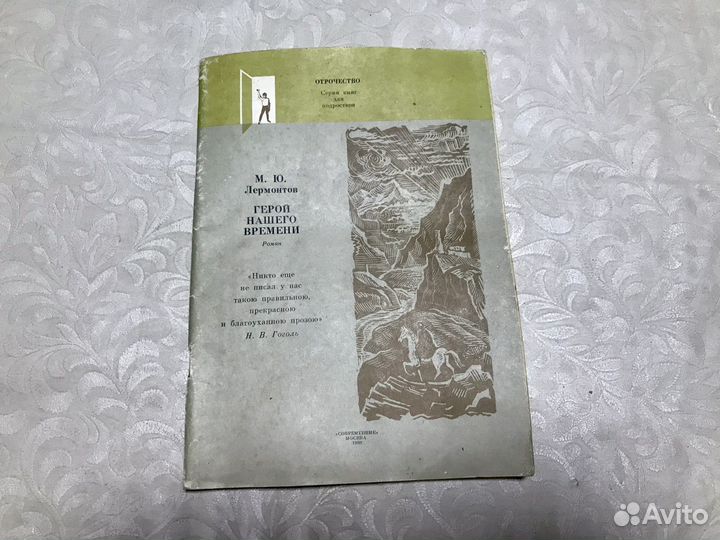 ОТРОЧЕСТВО
Серия книг
для
подростков
М. Ю.
Лермонтов
ГЕРОЙ
НАШЕГО
ВРЕМЕНИ
Роман
«Никто еще
не писал у нас
такою правильною,
прекрасною
и благоуханною прозою»
Н. В. Гоголь
«СОВРЕМЕННИК»
МОСКВА
Avito